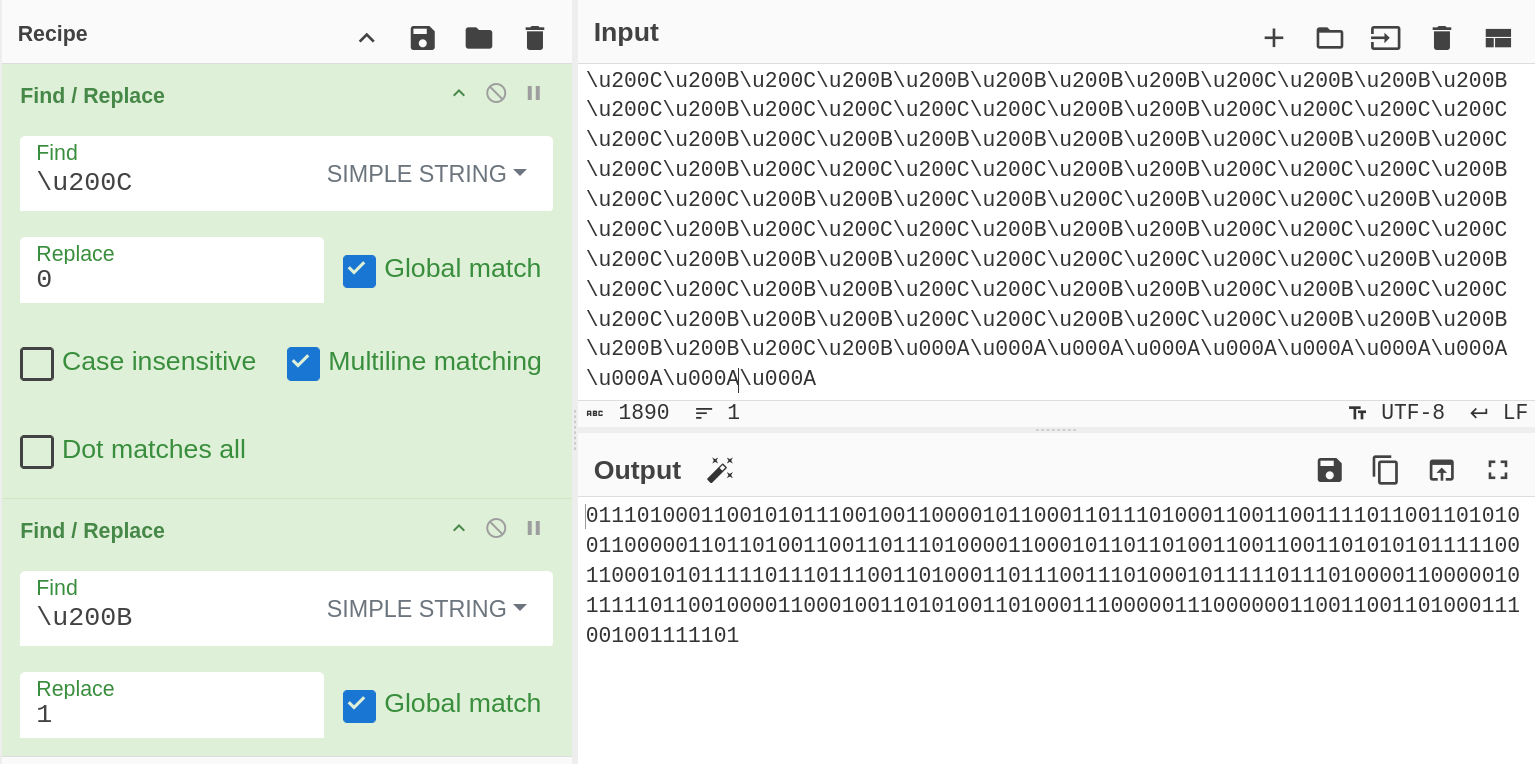 Recipe
Find / Replace
Find
\u200C
SIMPLE STRING
Replace
0
Global match
Case insensitive
Multiline matching
Dot matches all
Find / Replace
Find
\u200B
SIMPLE STRING
Replace
1
Global match
Input
\u200C\u200B\u200C\u200B\u200B\u200B\u200B\u200B\u200C\u200B\u200B\u200B
\u200C\u200B\u200C\u200C\u200C\u200C\u200B\u200B\u200C\u200C\u200C\u200C
\u200C\u200B\u200C\u200B\u200B\u200B\u200B\u200B\u200C\u200B\u200B\u200C
\u200C\u200B\u200C\u200C\u200C\u200C\u200B\u200B\u200C\u200C\u200C\u200B
\u200C\u200C\u200B\u200B\u200C\u200B\u200C\u200B\u200C\u200C\u200B\u200B
\u200C\u200B\u200C\u200C\u200C\u200B\u200B\u200B\u200C\u200C\u200C\u200C
\u200C\u200B\u200B\u200B\u200C\u200C\u200C\u200C\u200C\u200C\u200B\u200B
\u200C\u200C\u200B\u200B\u200C\u200C\u200B\u200B\u200C\u200B\u200C\u200C
\u200C\u200B\u200B\u200B\u200C\u200C\u200B\u200C\u200C\u200B\u200B\u200B
\u200B\u200B\u200C\u200B\u000A\u000A\u000A\u000A\u000A\u000A\u000A\u000A
\u000A\u000A\u000A
ABC 1890 1
UTF-8 LF
Output
0111010001100101011100100110000101100011011101000110011001111011001101010
0110000011011010011001101110100001100010110110100110011001101010101111100
1100010101111101110111001101000110111001110100010111110111010000110000010
1111101100100001100010011010100110100011100000111000000110011001101000111
001001111101